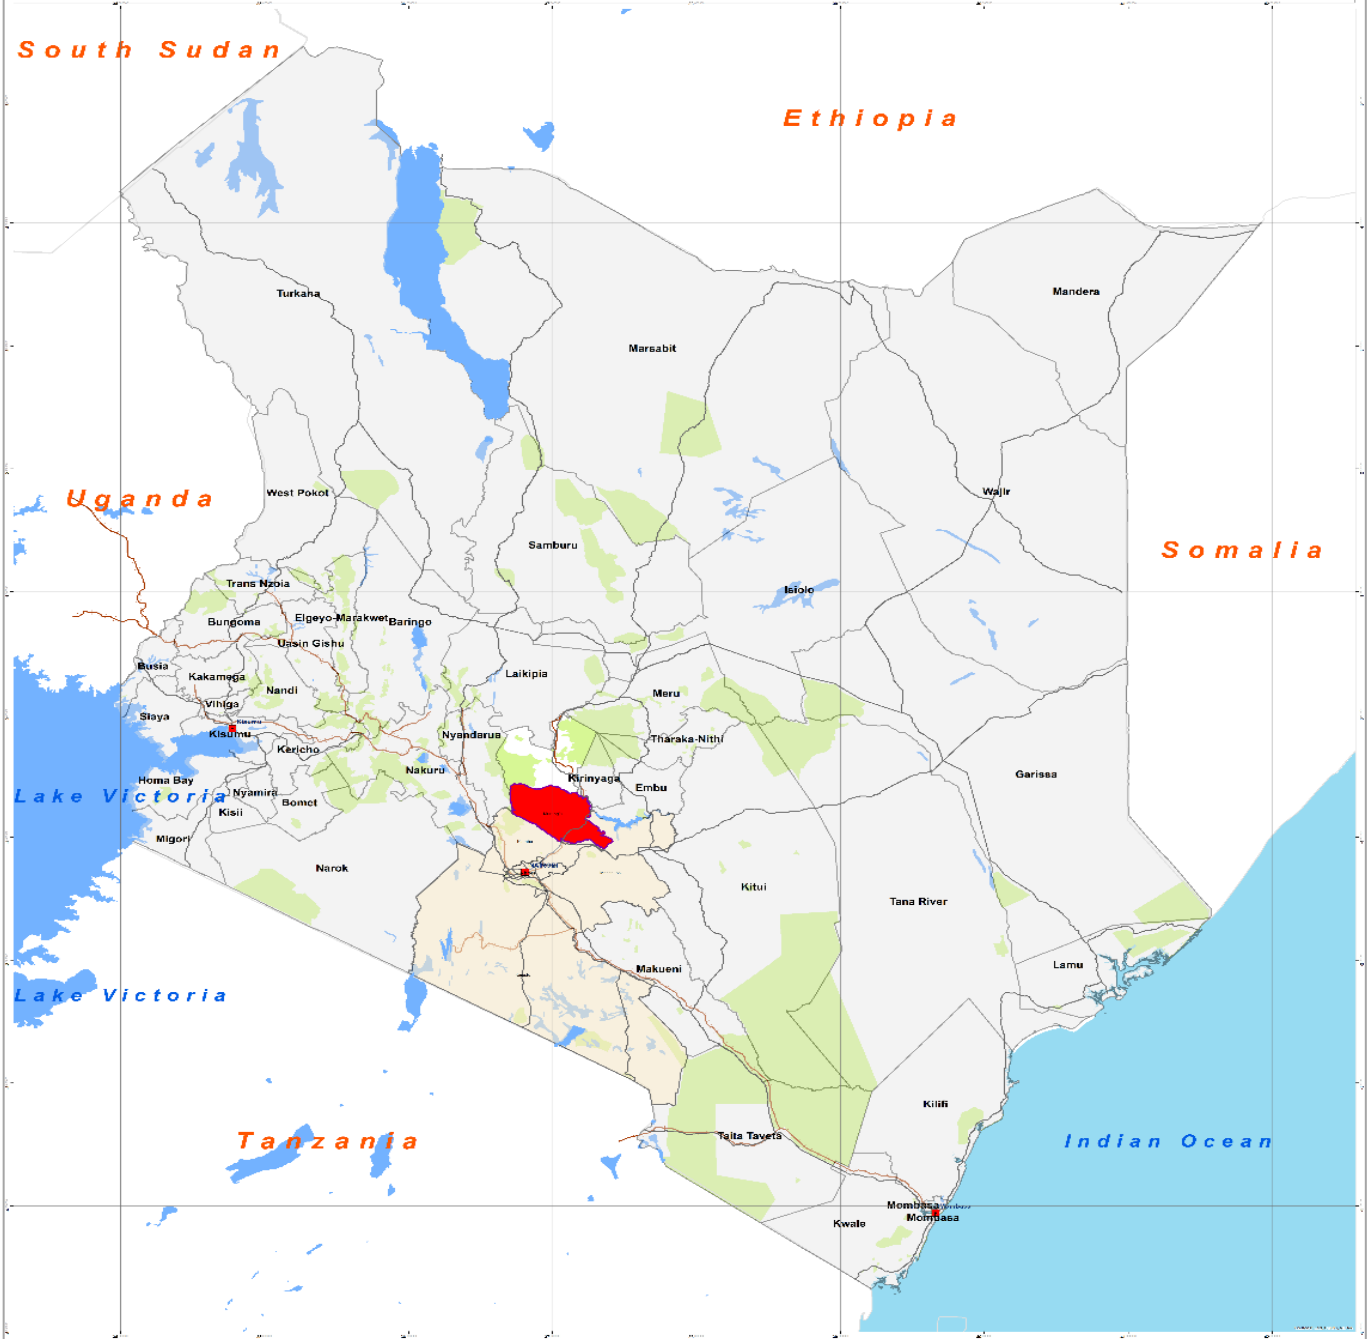 South Sudan
Ethiopia
Turkana
Mandera
Marsabit
West Pokot
Wajir
Uganda
Samburu
Somalia
Trans Nzoia
Isiolo
Bungoma
Elgeyo-Marakwet
Baringo
Uasin Gishu
Busia
Kakamega
Laikipia
Nandi
Meru
Vihiga
Siaya
Kisumu
Kisumu
Nyandarua
Tharaka-Nithi
Kericho
Nakuru
Garissa
Homa Bay
Kirinyaga
Lake Victoria
Nyamira
Embu
Bomet
Kisii
Migori
Narok
Kitui
Tana River
Makueni
Lamu
Lake Victoria
Kilifi
Tanzania
Taita Taveta
Indian Ocean
Mombasa
Mombasa
Mombasa
Kwale